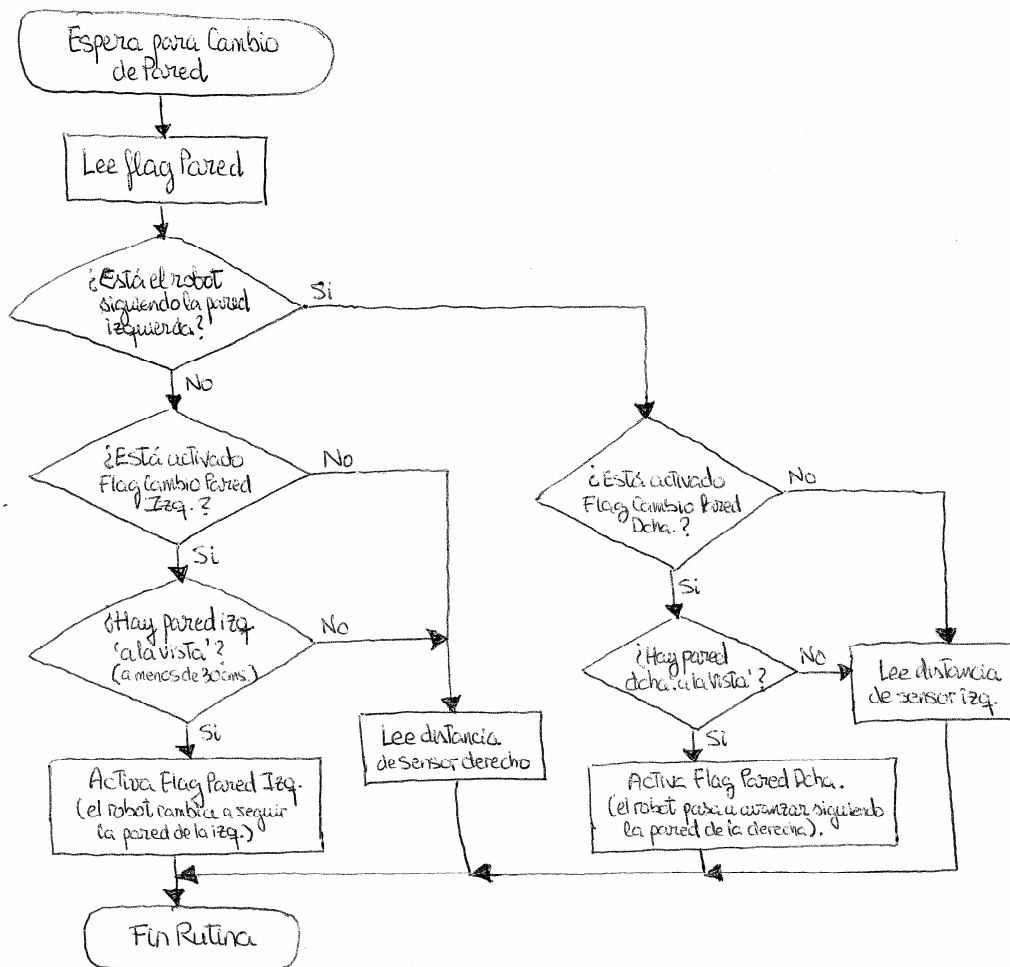 Espera para Cambio
de Pared
Lee flag Pared
¿Está el robot
siguiendo la pared
izquierda?
Si
No
¿Está activado
Flag Cambio Pared
Izq.?
No
Si
¿Está activado
Flag Cambio Pared
Dcha.?
No
Si
¿Hay pared izq.
'a la vista'?
(a menos de 30cms.)
No
Si
¿Hay pared
dcha. 'a la vista'?
No
Si
Lee distancia
de sensor izq.
Lee distancia
de sensor derecho
Activa Flag Pared Izq.
(el robot cambia a seguir
la pared de la izq.)
Activa Flag Pared Dcha.
(el robot pasa a avanzar siguiendo
la pared de la derecha).
Fin Rutina